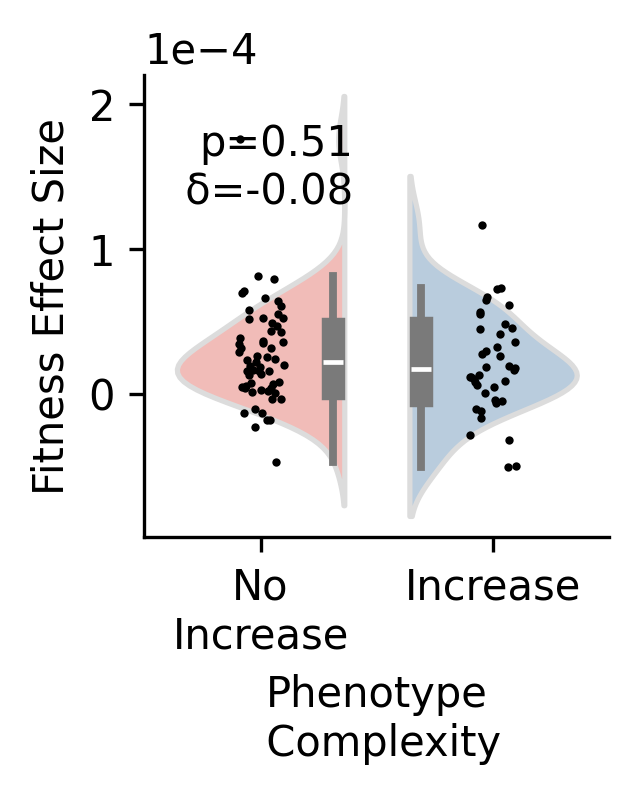 1e−4
2
1
0
Fitness Effect Size
p=0.51
δ=-0.08
No
Increase
Increase
Phenotype
Complexity